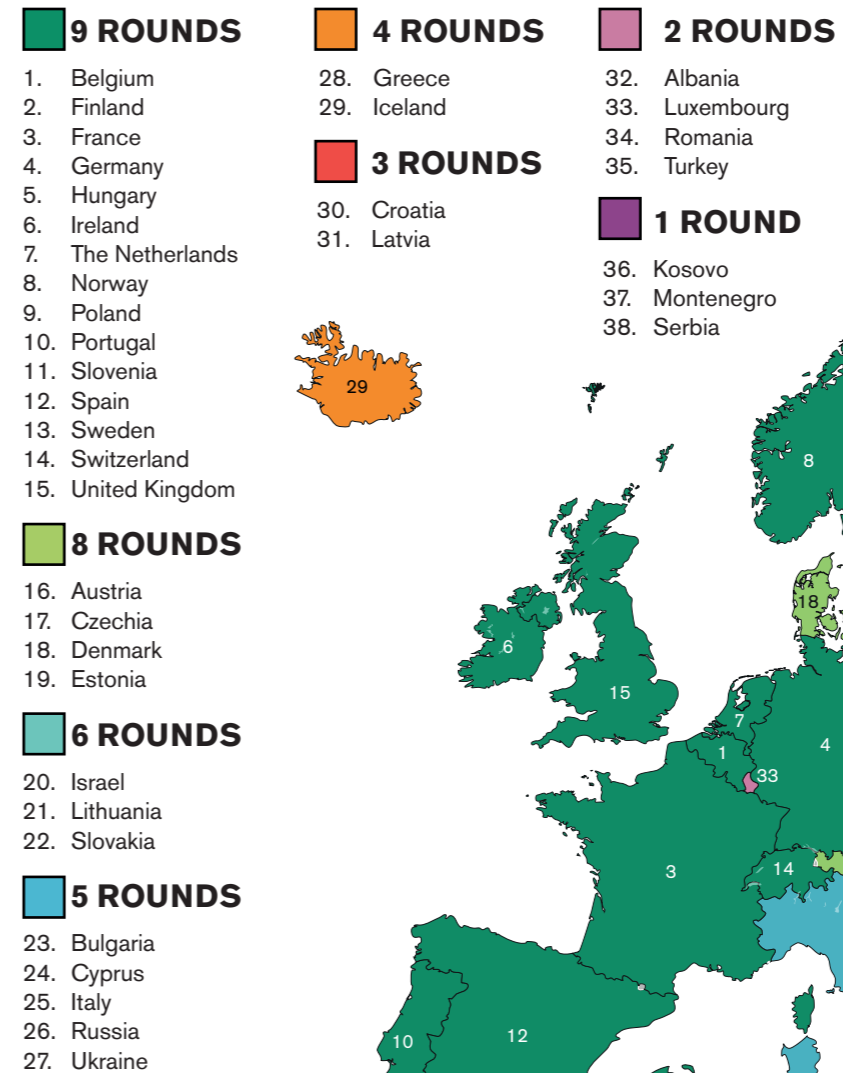 9 ROUNDS
1. Belgium
2. Finland
3. France
4. Germany
5. Hungary
6. Ireland
7. The Netherlands
8. Norway
9. Poland
10. Portugal
11. Slovenia
12. Spain
13. Sweden
14. Switzerland
15. United Kingdom
8 ROUNDS
16. Austria
17. Czechia
18. Denmark
19. Estonia
6 ROUNDS
20. Israel
21. Lithuania
22. Slovakia
5 ROUNDS
23. Bulgaria
24. Cyprus
25. Italy
26. Russia
27. Ukraine
4 ROUNDS
28. Greece
29. Iceland
3 ROUNDS
30. Croatia
31. Latvia
2 ROUNDS
32. Albania
33. Luxembourg
34. Romania
35. Turkey
1 ROUND
36. Kosovo
37. Montenegro
38. Serbia
29
8
18
6
15
7
1
4
33
3
14
12
10